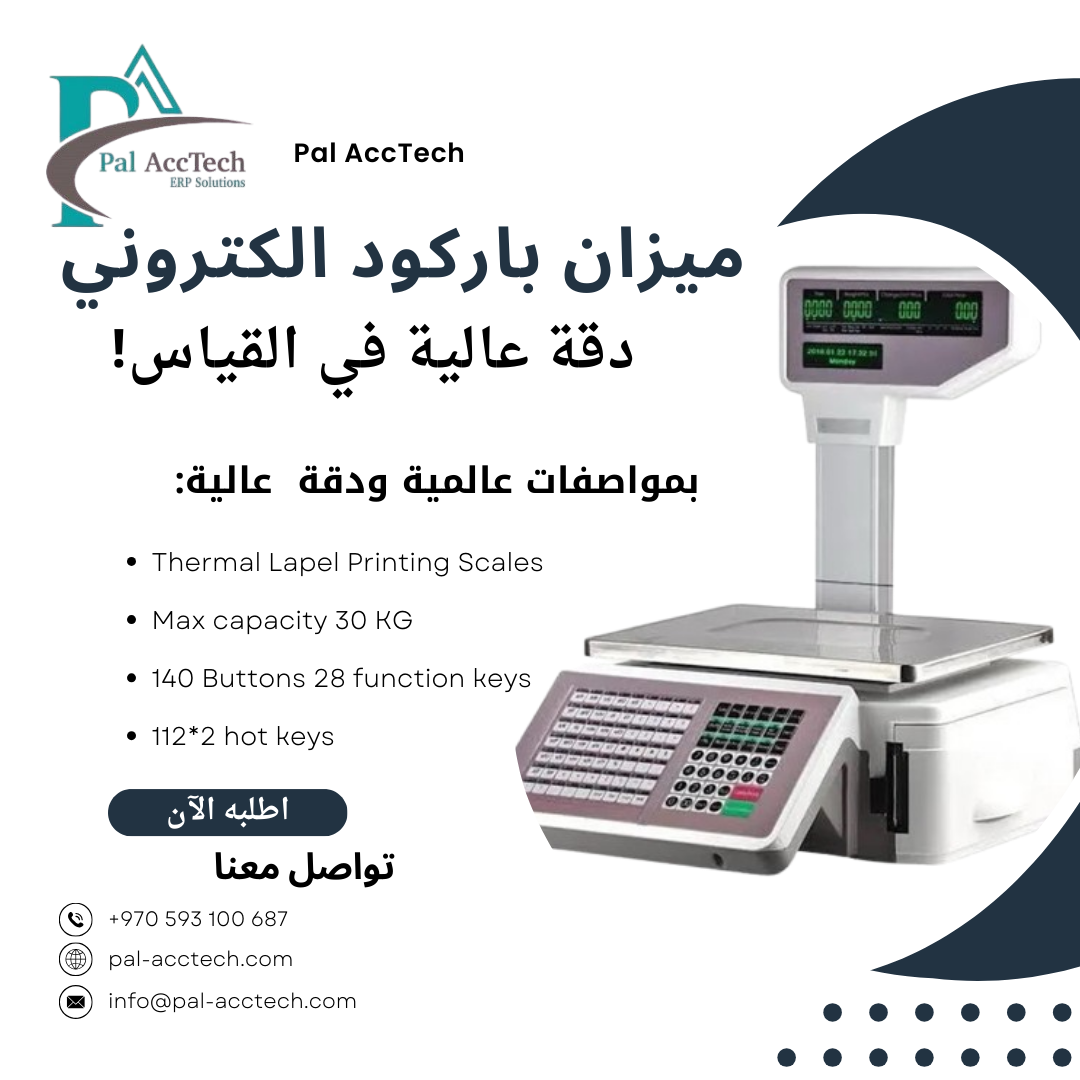 Pal AccTech
ERP Solutions
Pal AccTech
ميزان باركود الكتروني
دقة عالية في القياس!
بمواصفات عالمية ودقة عالية:
Thermal Lapel Printing Scales
Max capacity 30 KG
140 Buttons 28 function keys
112*2 hot keys
اطلبه الآن
تواصل معنا
+970 593 100 687
pal-acctech.com
info@pal-acctech.com